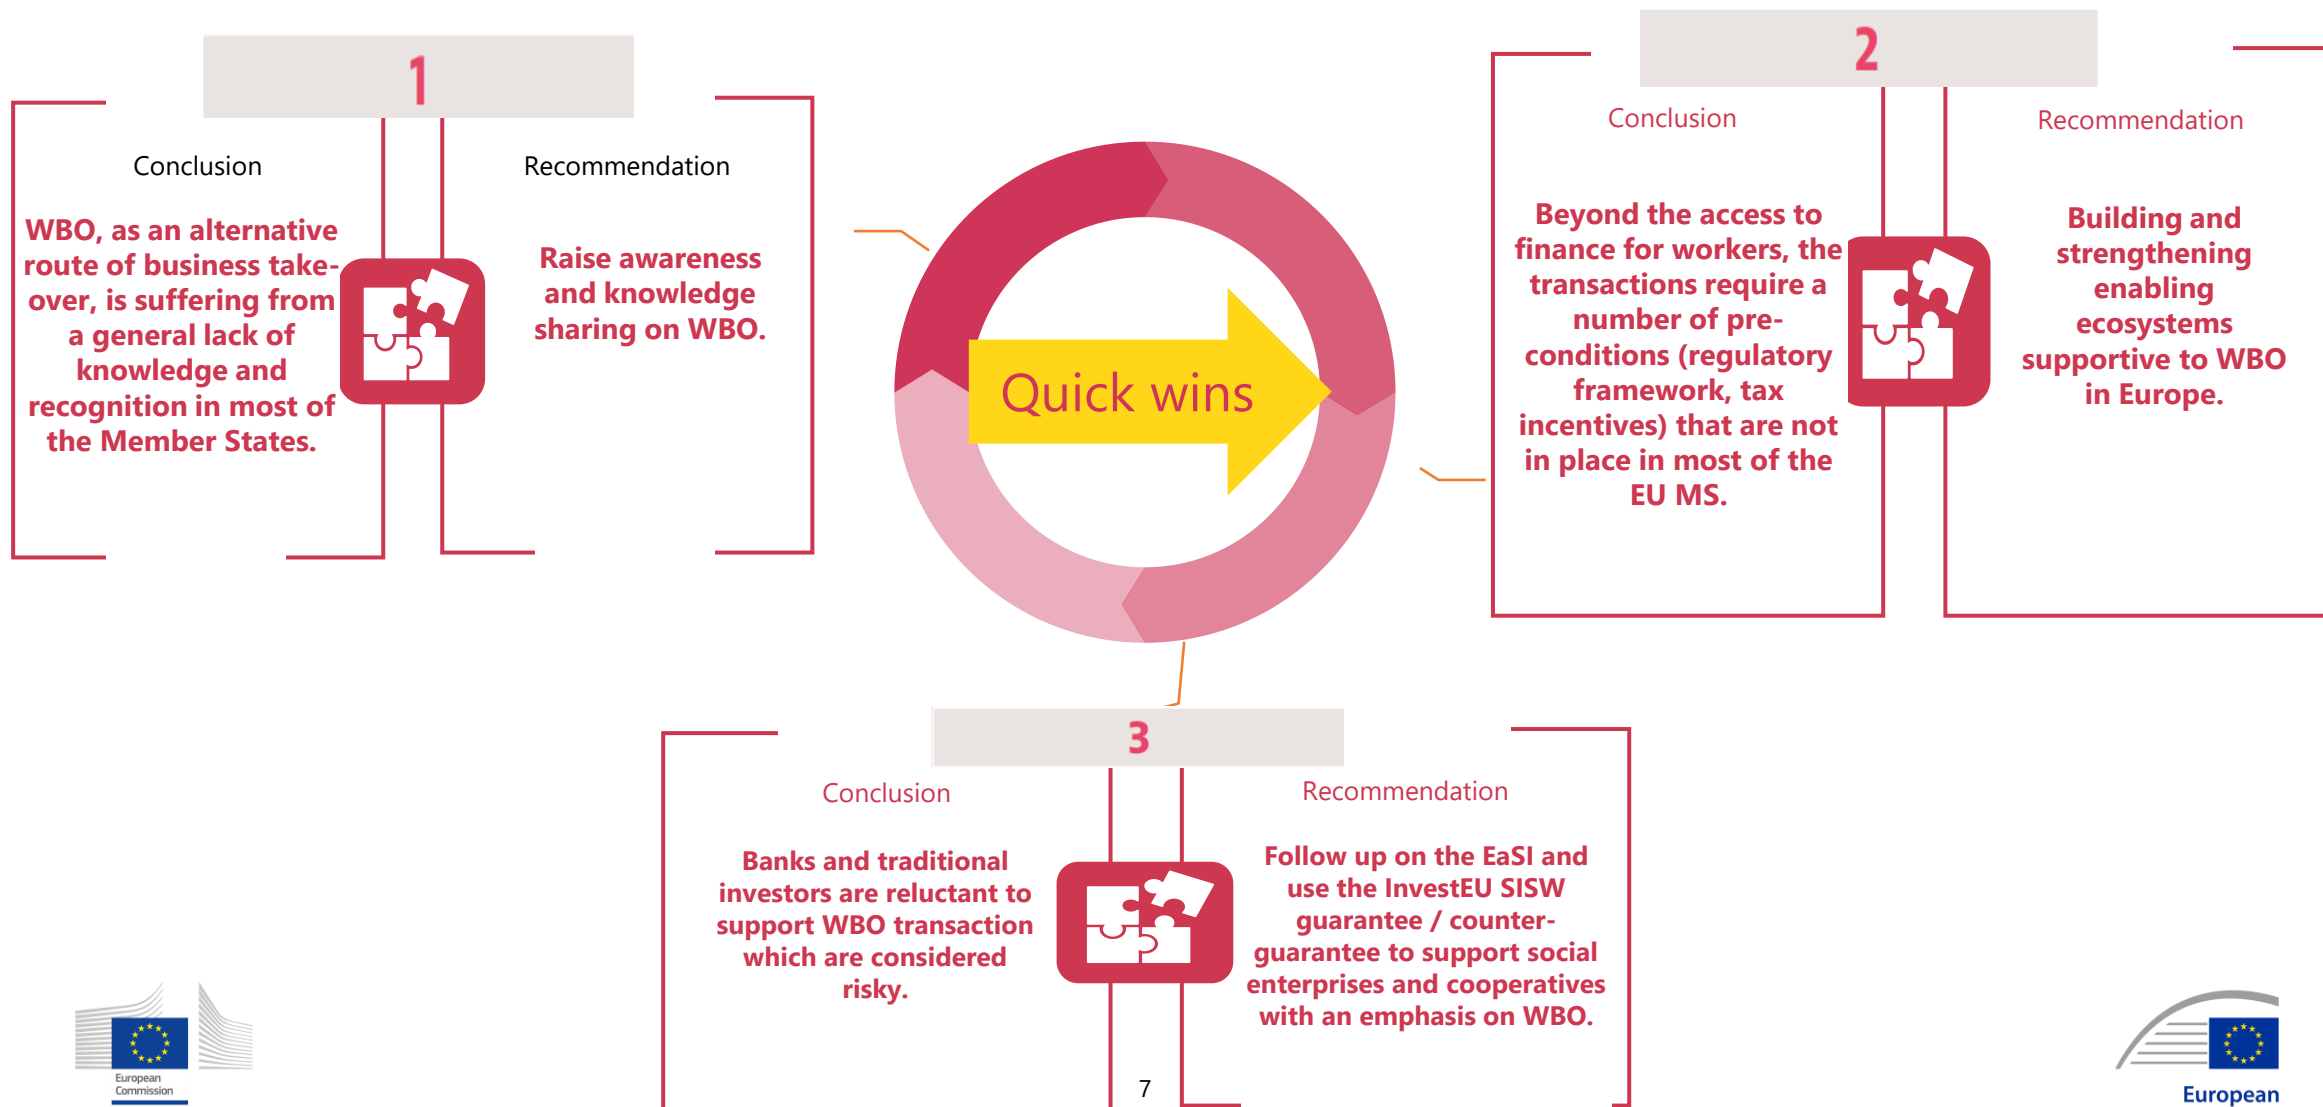 1
Conclusion
WBO, as an alternative
route of business take-
over, is suffering from
a general lack of
knowledge and
recognition in most of
the Member States.
Recommendation
Raise awareness
and knowledge
sharing on WBO.
Quick wins
2
Conclusion
Beyond the access to
finance for workers, the
transactions require a
number of pre-
conditions (regulatory
framework, tax
incentives) that are not
in place in most of the
EU MS.
Recommendation
Building and
strengthening
enabling
ecosystems
supportive to WBO
in Europe.
3
Conclusion
Banks and traditional
investors are reluctant to
support WBO transaction
which are considered
risky.
Recommendation
Follow up on the EaSI and
use the InvestEU SISW
guarantee / counter-
guarantee to support social
enterprises and cooperatives
with an emphasis on WBO.
European
Commission
7
European